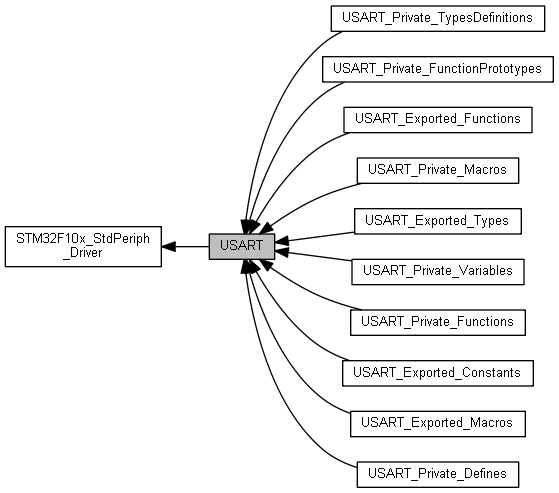 USART_Private_TypesDefinitions
USART_Private_FunctionPrototypes
USART_Exported_Functions
USART_Private_Macros
USART_Exported_Types
STM32F10x_StdPeriph
_Driver
USART
USART_Private_Variables
USART_Private_Functions
USART_Exported_Constants
USART_Exported_Macros
USART_Private_Defines